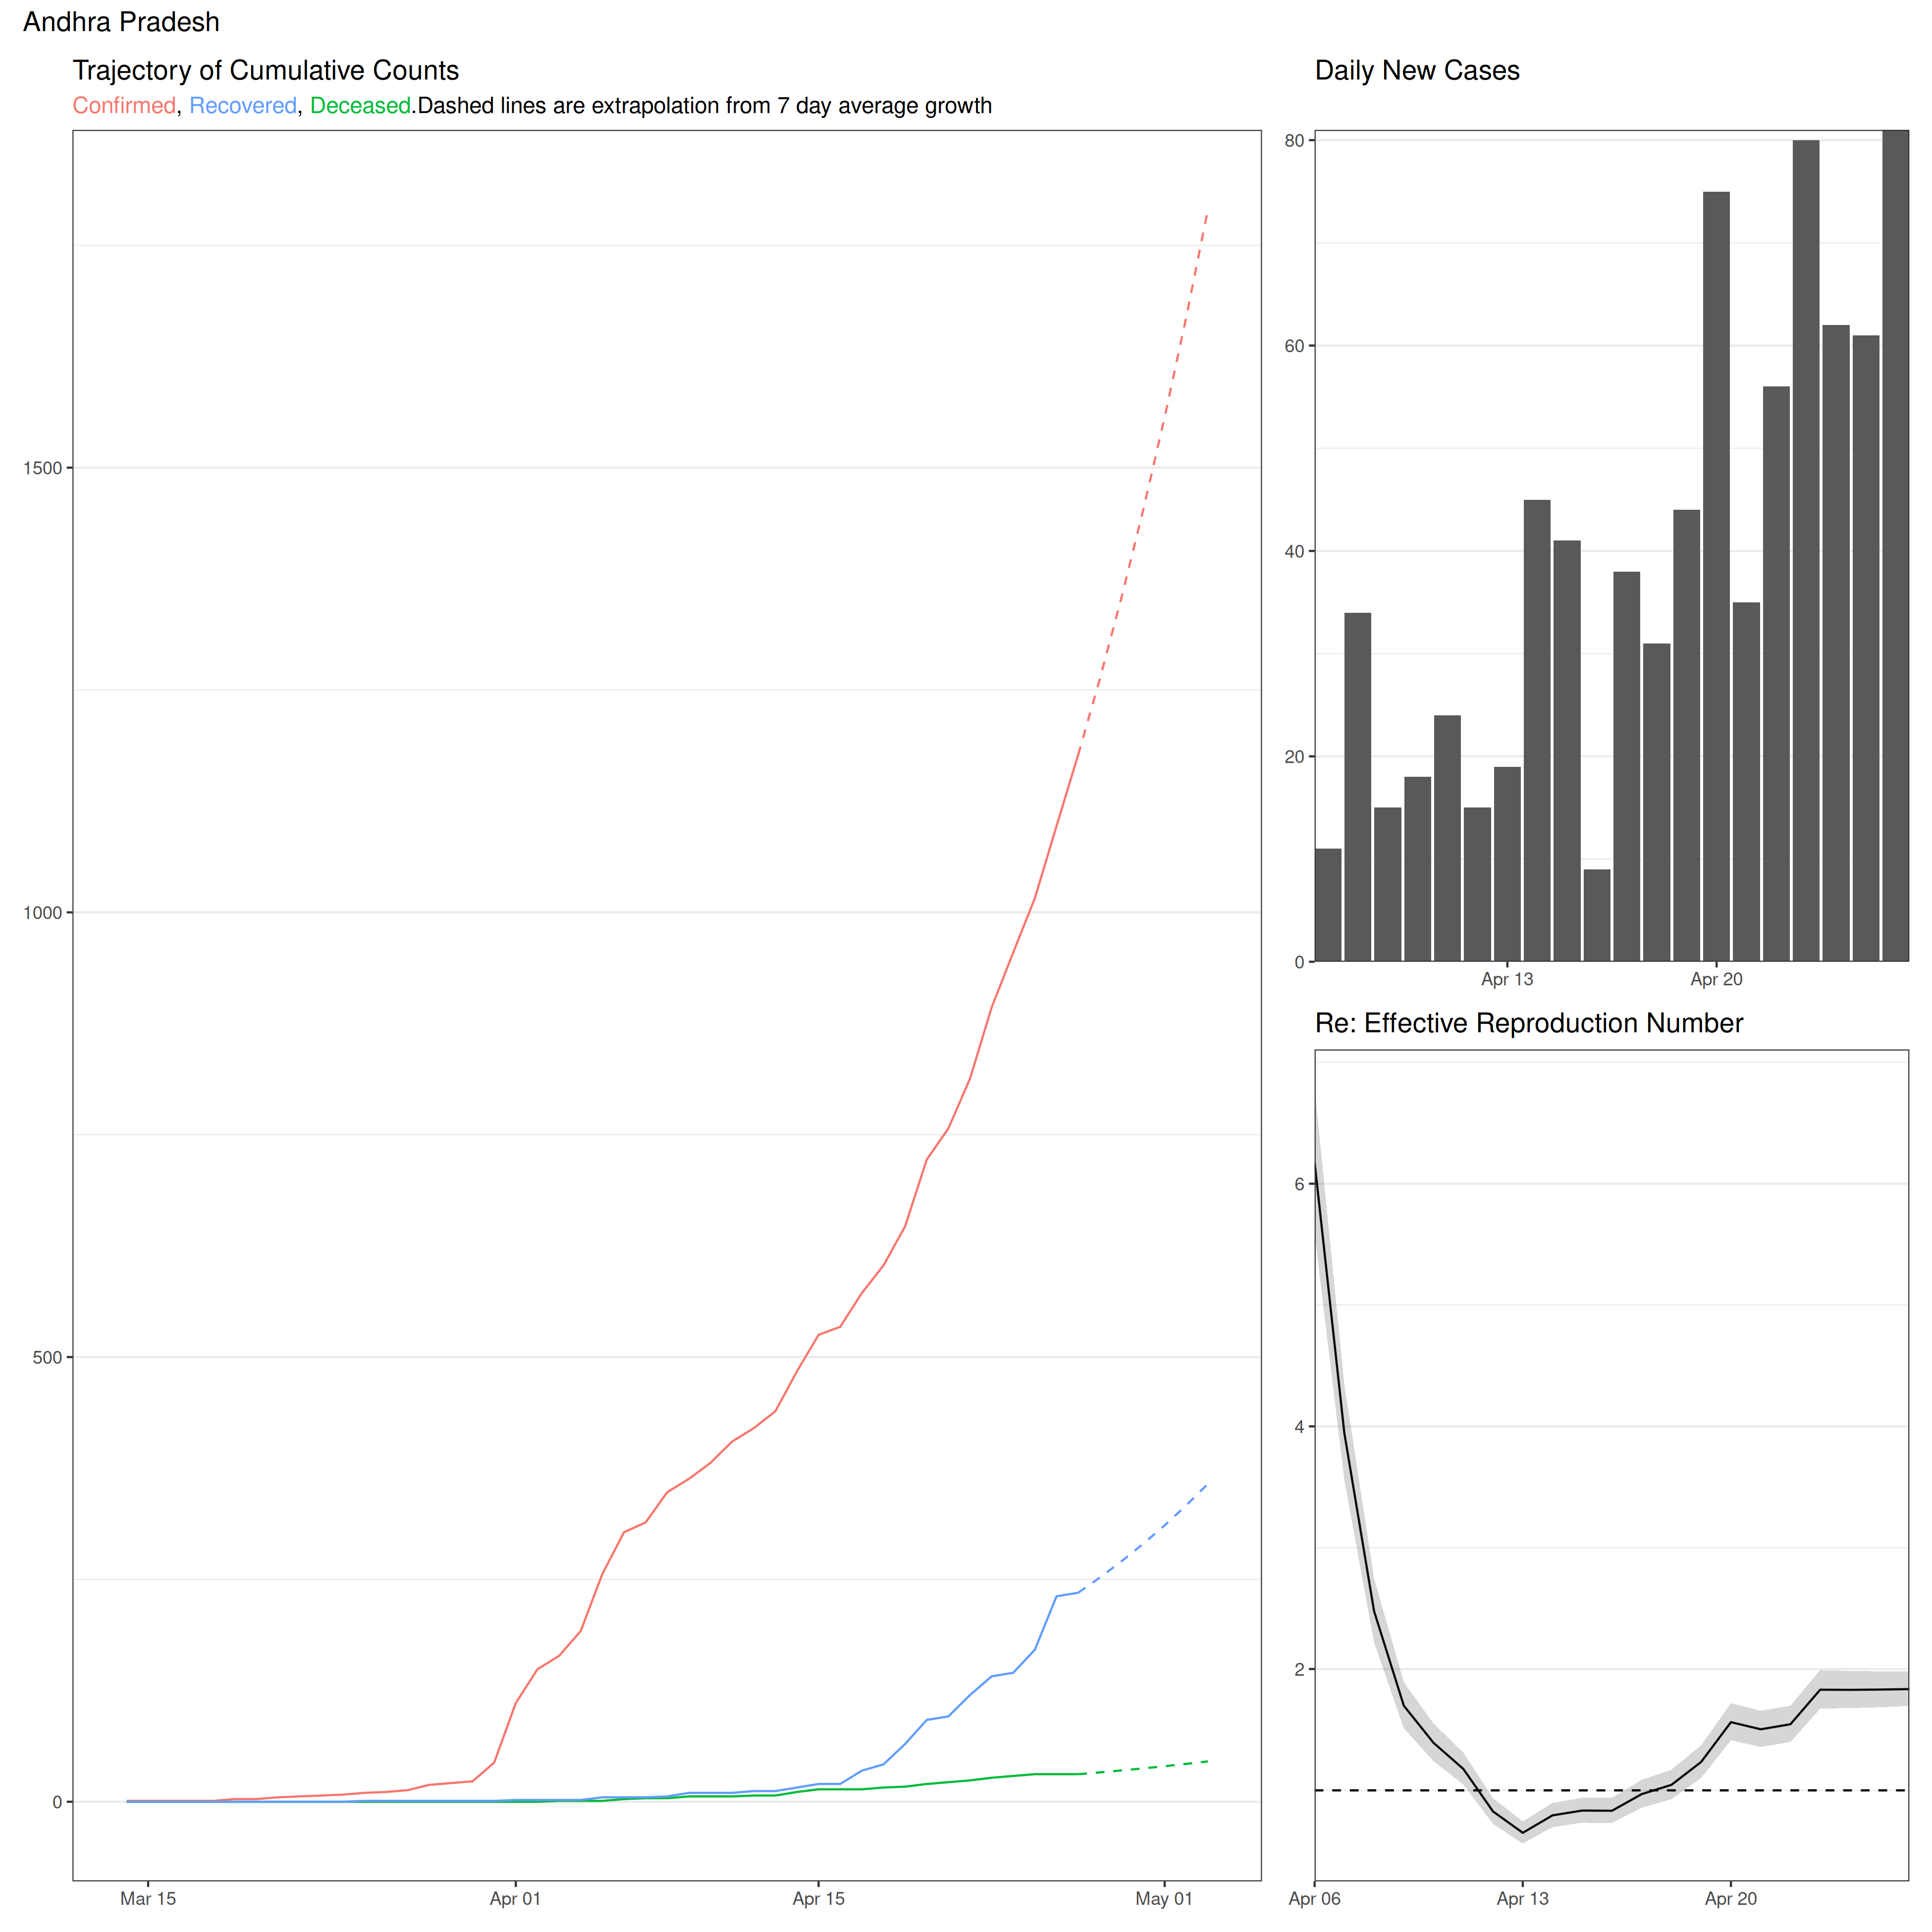 Andhra Pradesh
Trajectory of Cumulative Counts
Confirmed, Recovered, Deceased.Dashed lines are extrapolation from 7 day average growth
1500
1000
500
0
Mar 15
Apr 01
Apr 15
May 01
Daily New Cases
80
60
40
20
0
Apr 13
Apr 20
Re: Effective Reproduction Number
6
4
2
Apr 06
Apr 13
Apr 20